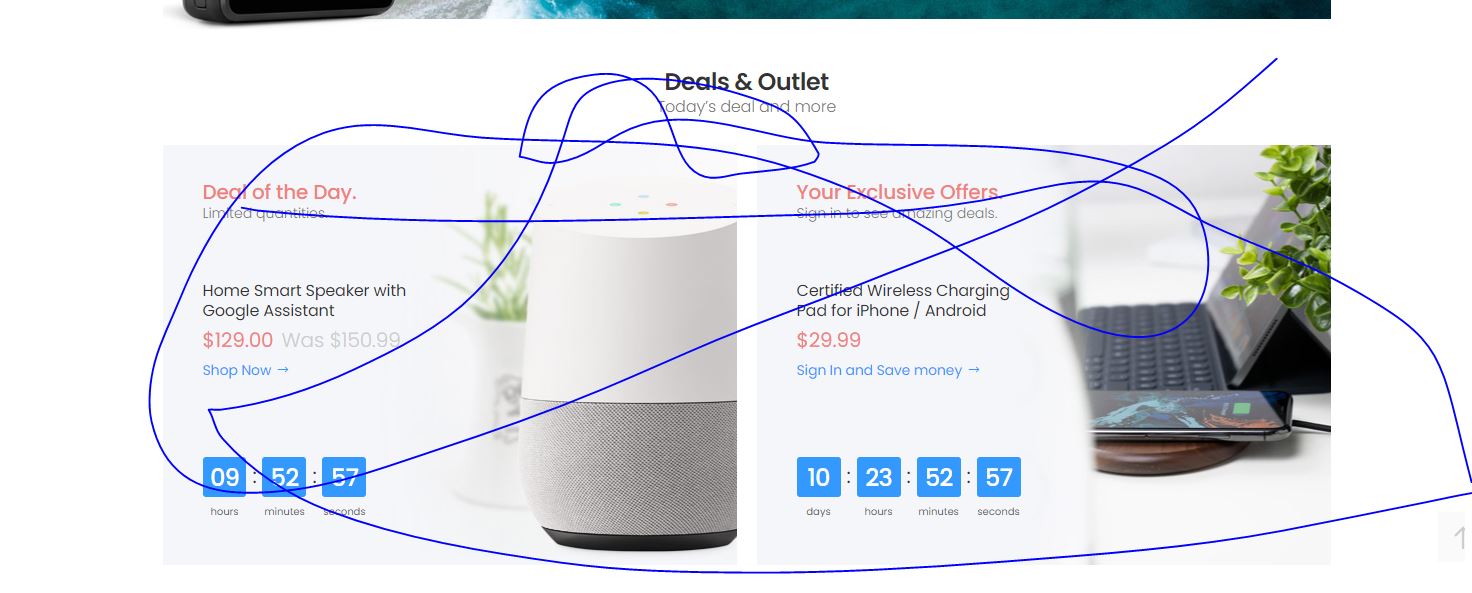 Deals & Outlet
Today's deal and more
Deal of the Day.
Limited quantities.
Home Smart Speaker with
Google Assistant
$129.00 Was $150.99
Shop Now →
09 : 52 : 57
hours minutes seconds
Your Exclusive Offers.
Sign in to see amazing deals.
Certified Wireless Charging
Pad for iPhone / Android
$29.99
Sign In and Save money →
10 : 23 : 52 : 57
days hours minutes seconds